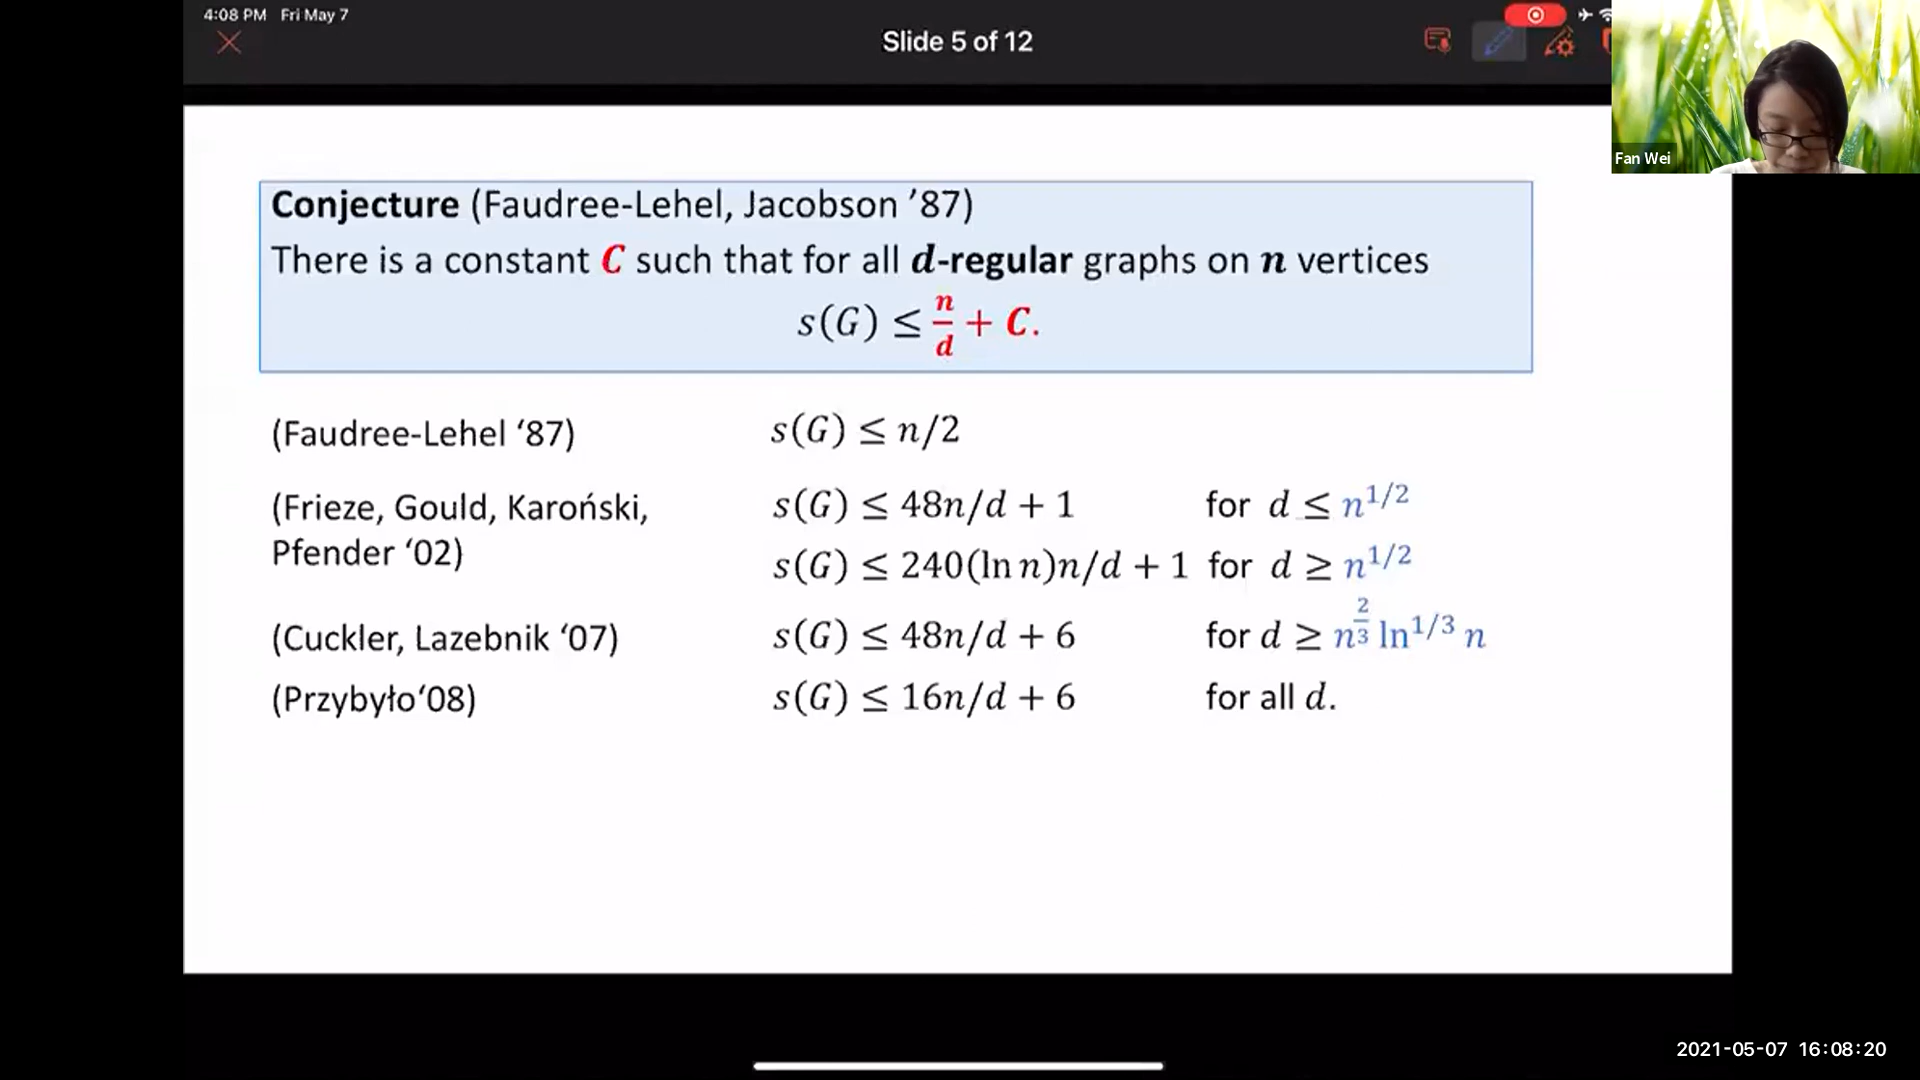 4:08 PM Fri May 7
Slide 5 of 12
Fan Wei
Conjecture (Faudree-Lehel, Jacobson ’87)
There is a constant C such that for all d-regular graphs on n vertices
s(G) ≤ n/d + C.
(Faudree-Lehel ‘87) s(G) ≤ n/2
(Frieze, Gould, Karoński, s(G) ≤ 48n/d + 1 for d ≤ n^{1/2}
Pfender ‘02) s(G) ≤ 240(ln n)n/d + 1 for d ≥ n^{1/2}
(Cuckler, Lazebnik ‘07) s(G) ≤ 48n/d + 6 for d ≥ n^{2/3} ln^{1/3} n
(Przybyło‘08) s(G) ≤ 16n/d + 6 for all d.
2021-05-07 16:08:20